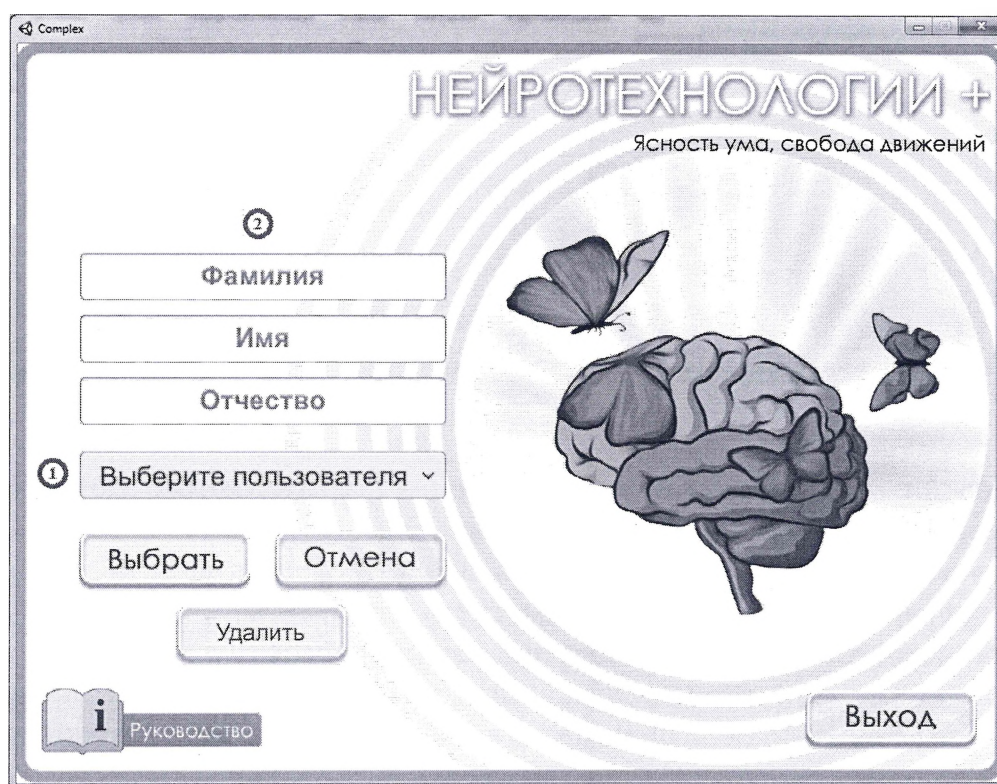 Complex
НЕЙРОТЕХНОЛОГИИ +
Ясность ума, свобода движений
2
Фамилия
Имя
Отчество
1 Выберите пользователя
Выбрать Отмена
Удалить
i Руководство
Выход